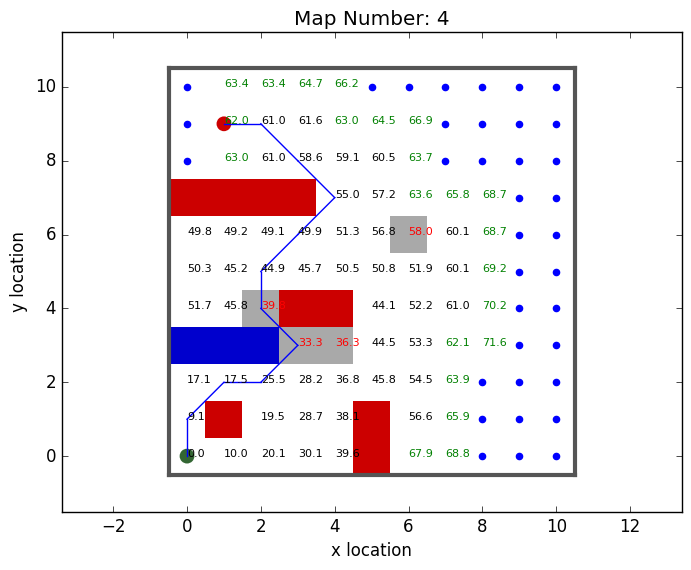 Map Number: 4
y location
10
63.4 63.4 64.7 66.2
62.0 61.0 61.6 63.0 64.5 66.9
8
63.0 61.0 58.6 59.1 60.5 63.7
55.0 57.2 63.6 65.8 68.7
6
49.8 49.2 49.1 49.9 51.3 56.8 58.0 60.1 68.7
50.3 45.2 44.9 45.7 50.5 50.8 51.9 60.1 69.2
4
51.7 45.8 44.1 52.2 61.0 70.2
33.3 36.3 44.5 53.3 62.1 71.6
2
17.1 17.5 25.5 28.2 36.8 45.8 54.5 63.9
9.1 19.5 28.7 38.1 56.6 65.9
0
0.0 10.0 20.1 30.1 39.6 67.9 68.8
−2 0 2 4 6 8 10 12
x location